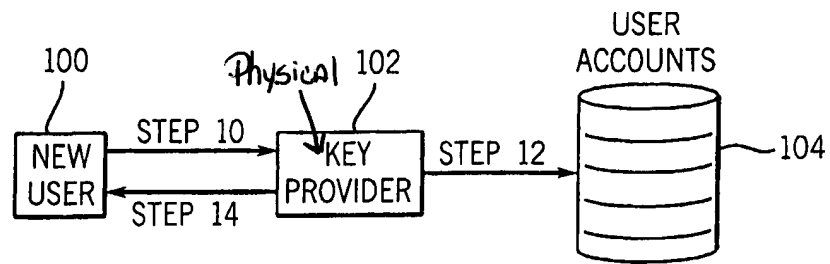 USER
ACCOUNTS
100
Physical
102
104
NEW
USER
STEP 10
STEP 14
KEY
PROVIDER
STEP 12